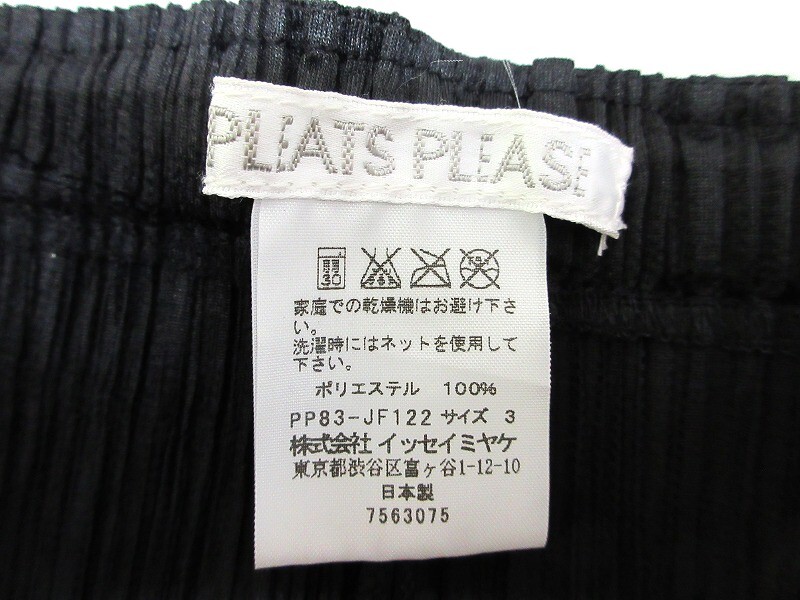 PLEATS PLEASE
弱
30
家庭での乾燥機はお避け下さ
い。
洗濯時にはネットを使用して
下さい。
ポリエステル 100%
PP83-JF122 サイズ 3
株式会社 イッセイミヤケ
東京都渋谷区富ヶ谷1-12-10
日本製
7563075